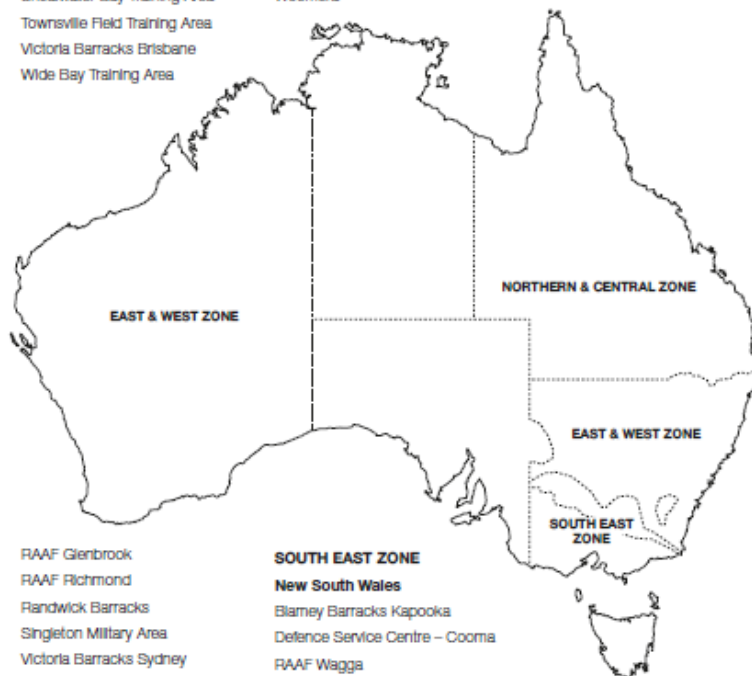 Townsville Field Training Area
Victoria Barracks Brisbane
Wide Bay Training Area
NORTHERN & CENTRAL ZONE
EAST & WEST ZONE
EAST & WEST ZONE
SOUTH EAST
ZONE
RAAF Glenbrook
RAAF Richmond
Randwick Barracks
Singleton Military Area
Victoria Barracks Sydney
SOUTH EAST ZONE
New South Wales
Blamey Barracks Kapooka
Defence Service Centre – Cooma
RAAF Wagga